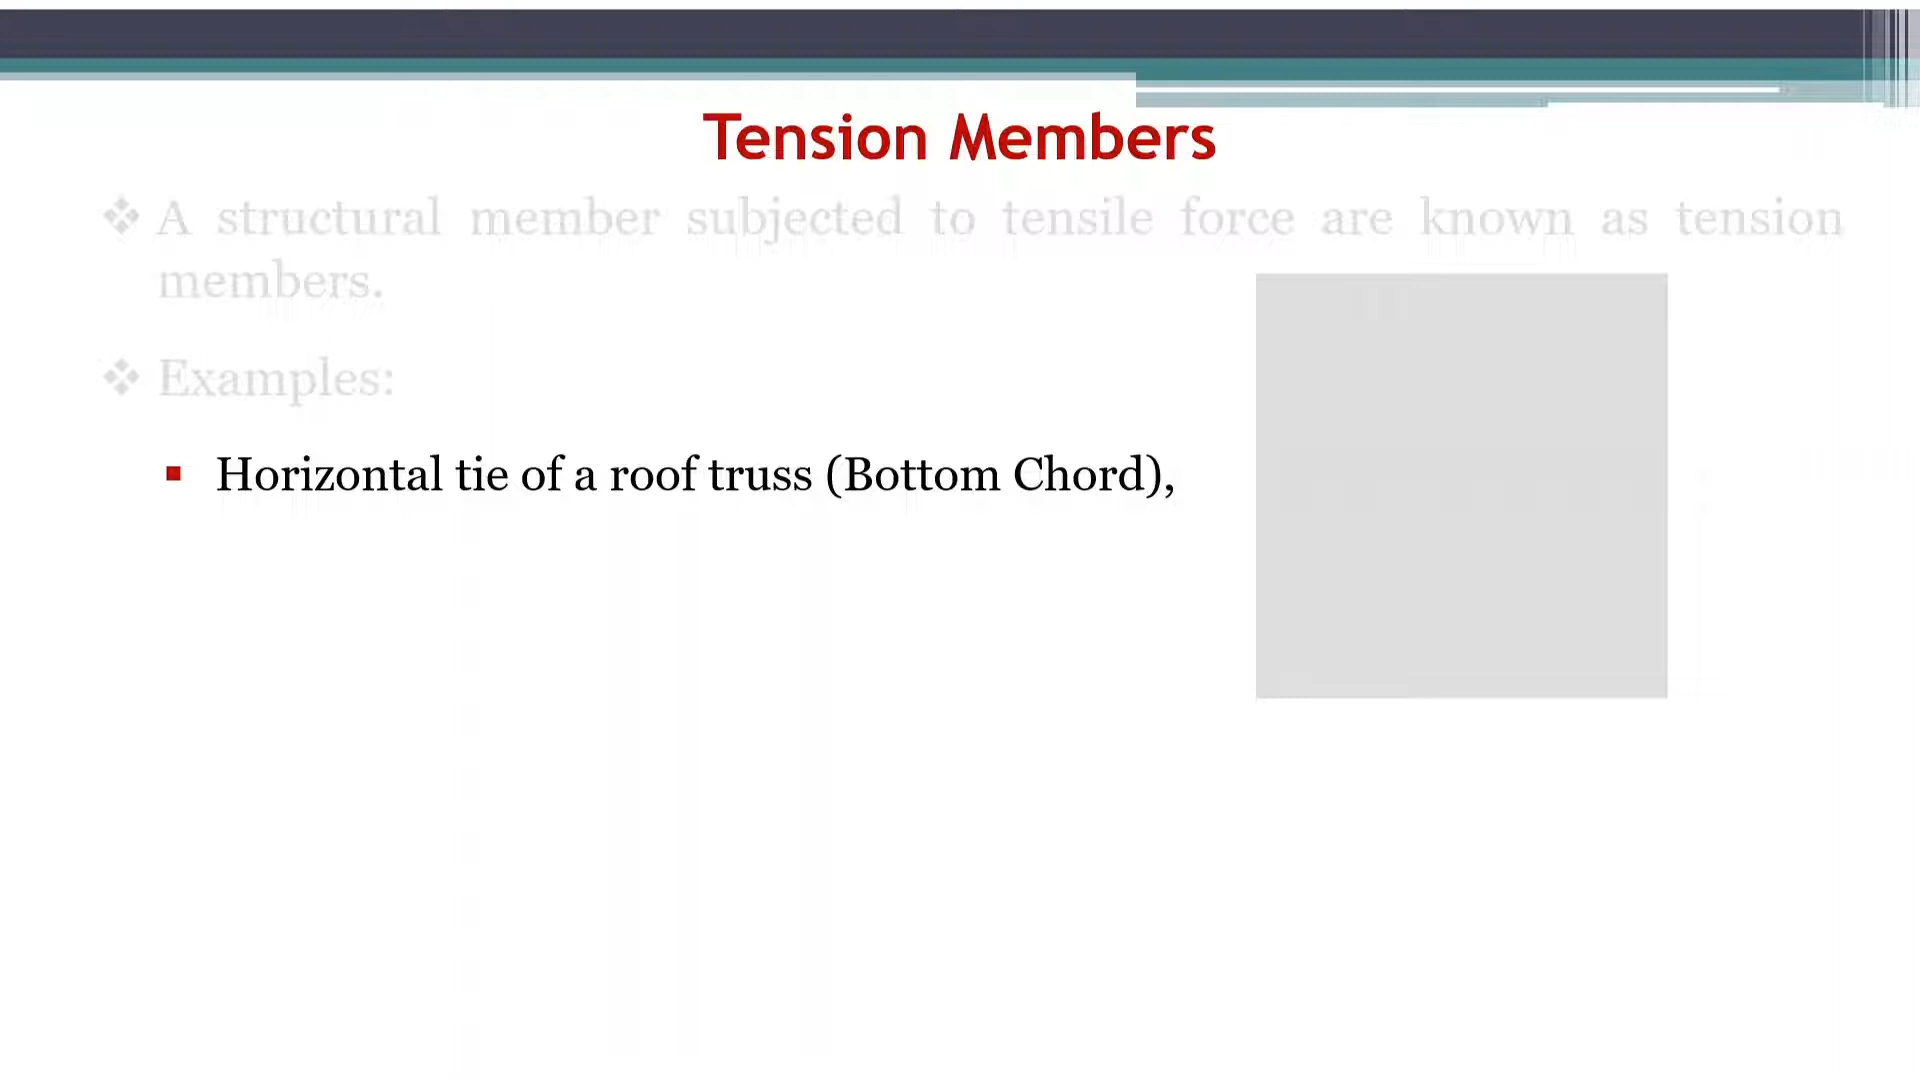 Tension Members
❖ A structural member subjected to tensile force are known as tension
members.
❖ Examples:
▪ Horizontal tie of a roof truss (Bottom Chord),